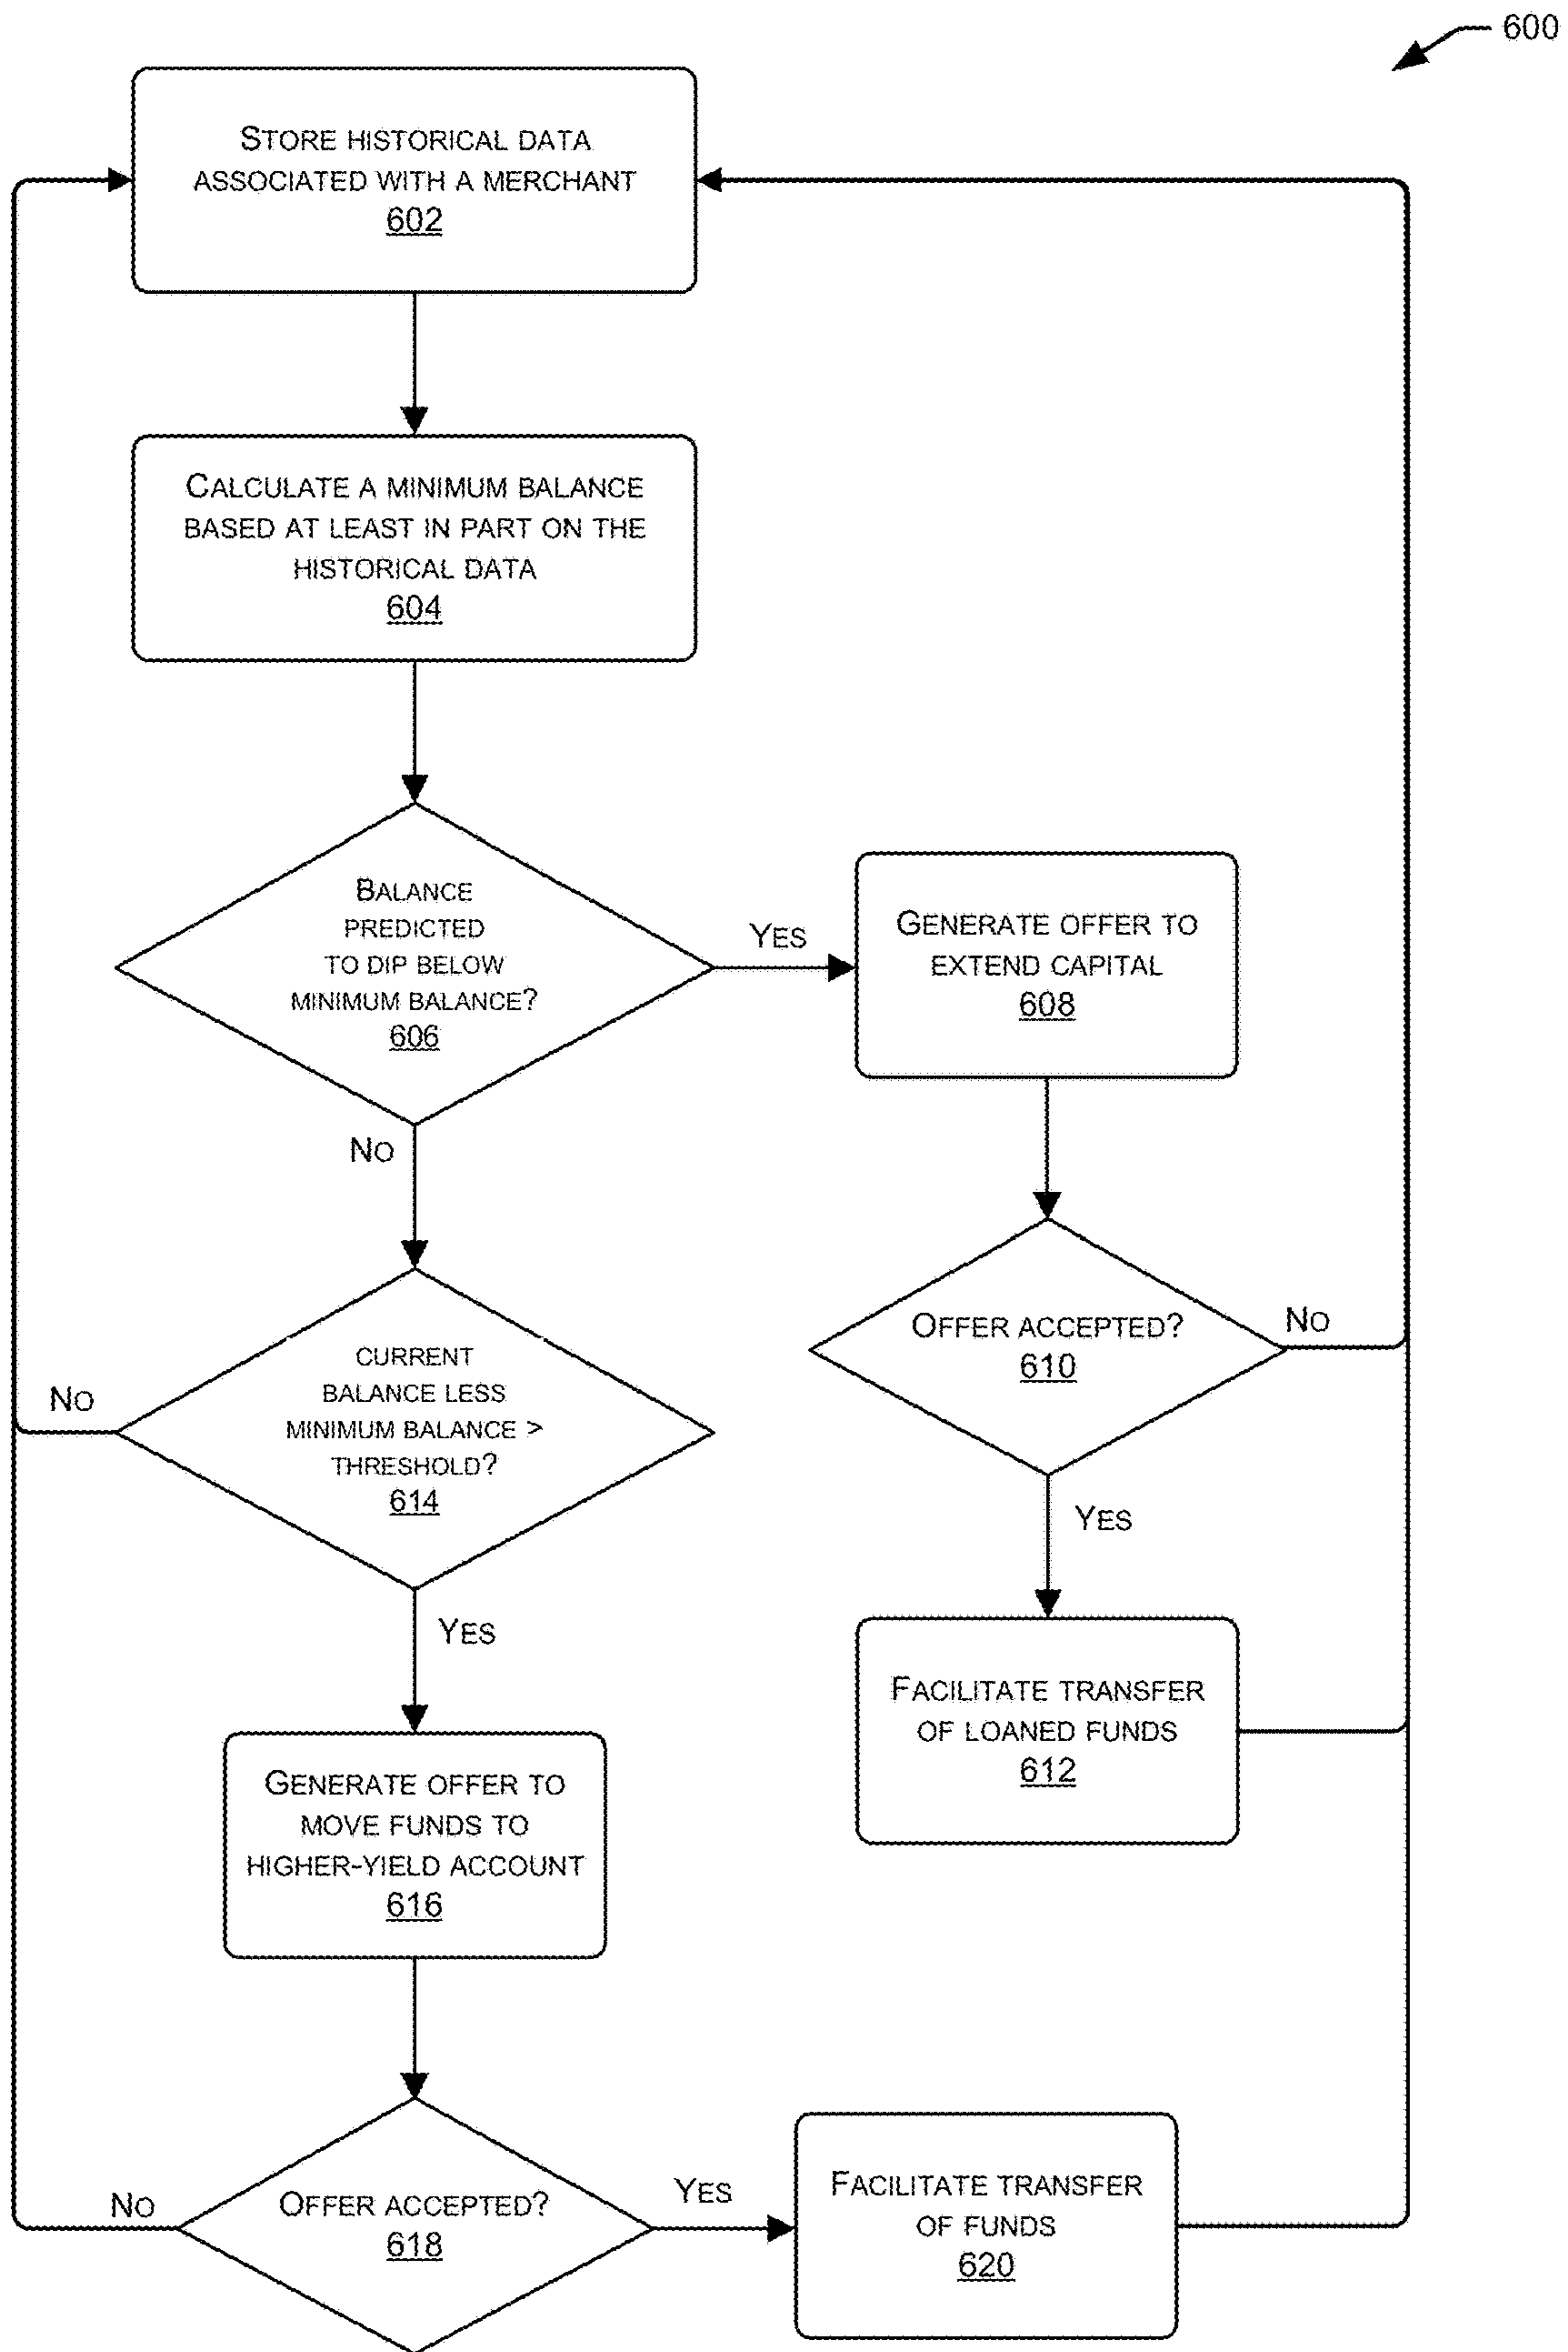 600
STORE HISTORICAL DATA
ASSOCIATED WITH A MERCHANT
602
CALCULATE A MINIMUM BALANCE
BASED AT LEAST IN PART ON THE
HISTORICAL DATA
604
BALANCE
PREDICTED
TO DIP BELOW
MINIMUM BALANCE?
606
YES
GENERATE OFFER TO
EXTEND CAPITAL
608
NO
OFFER ACCEPTED?
610
NO
CURRENT
BALANCE LESS
MINIMUM BALANCE >
THRESHOLD?
614
NO
YES
FACILITATE TRANSFER
OF LOANED FUNDS
612
YES
GENERATE OFFER TO
MOVE FUNDS TO
HIGHER-YIELD ACCOUNT
616
OFFER ACCEPTED?
618
NO
YES
FACILITATE TRANSFER
OF FUNDS
620